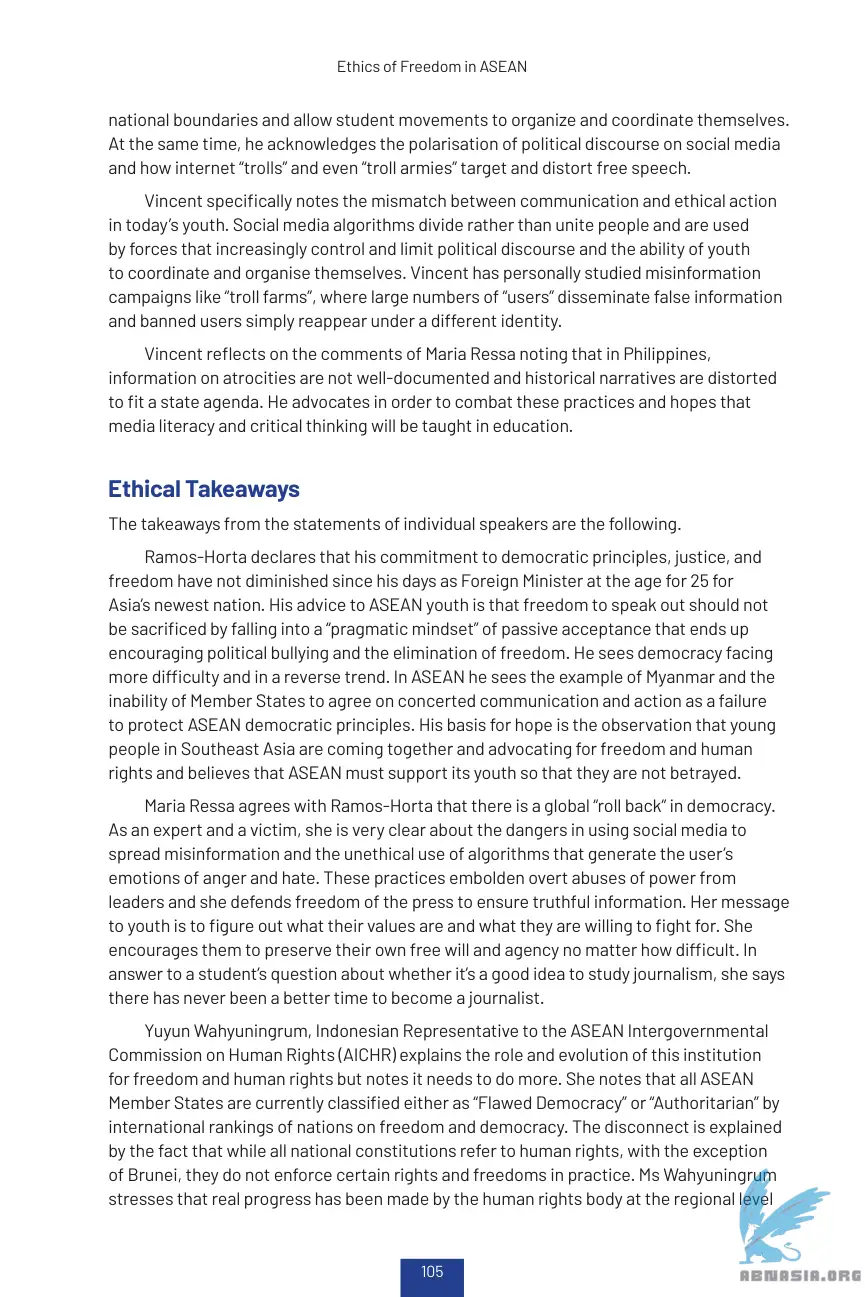 Ethics of Freedom in ASEAN
national boundaries and allow student movements to organize and coordinate themselves.
At the same time, he acknowledges the polarisation of political discourse on social media
and how internet “trolls” and even “troll armies“ target and distort free speech.
Vincent specifically notes the mismatch between communication and ethical action
in today’s youth. Social media algorithms divide rather than unite people and are used
by forces that increasingly control and limit political discourse and the ability of youth
to coordinate and organise themselves. Vincent has personally studied misinformation
campaigns like “troll farms”, where large numbers of “users” disseminate false information
and banned users simply reappear under a different identity.
Vincent reflects on the comments of Maria Ressa noting that in Philippines,
information on atrocities are not well-documented and historical narratives are distorted
to fit a state agenda. He advocates in order to combat these practices and hopes that
media literacy and critical thinking will be taught in education.
Ethical Takeaways
The takeaways from the statements of individual speakers are the following.
Ramos-Horta declares that his commitment to democratic principles, justice, and
freedom have not diminished since his days as Foreign Minister at the age for 25 for
Asia’s newest nation. His advice to ASEAN youth is that freedom to speak out should not
be sacrificed by falling into a “pragmatic mindset” of passive acceptance that ends up
encouraging political bullying and the elimination of freedom. He sees democracy facing
more difficulty and in a reverse trend. In ASEAN he sees the example of Myanmar and the
inability of Member States to agree on concerted communication and action as a failure
to protect ASEAN democratic principles. His basis for hope is the observation that young
people in Southeast Asia are coming together and advocating for freedom and human
rights and believes that ASEAN must support its youth so that they are not betrayed.
Maria Ressa agrees with Ramos-Horta that there is a global “roll back” in democracy.
As an expert and a victim, she is very clear about the dangers in using social media to
spread misinformation and the unethical use of algorithms that generate the user’s
emotions of anger and hate. These practices embolden overt abuses of power from
leaders and she defends freedom of the press to ensure truthful information. Her message
to youth is to figure out what their values are and what they are willing to fight for. She
encourages them to preserve their own free will and agency no matter how difficult. In
answer to a student’s question about whether it’s a good idea to study journalism, she says
there has never been a better time to become a journalist.
Yuyun Wahyuningrum, Indonesian Representative to the ASEAN Intergovernmental
Commission on Human Rights (AICHR) explains the role and evolution of this institution
for freedom and human rights but notes it needs to do more. She notes that all ASEAN
Member States are currently classified either as “Flawed Democracy” or “Authoritarian” by
international rankings of nations on freedom and democracy. The disconnect is explained
by the fact that while all national constitutions refer to human rights, with the exception
of Brunei, they do not enforce certain rights and freedoms in practice. Ms Wahyuningrum
stresses that real progress has been made by the human rights body at the regional level
105
ABNASIA.ORG